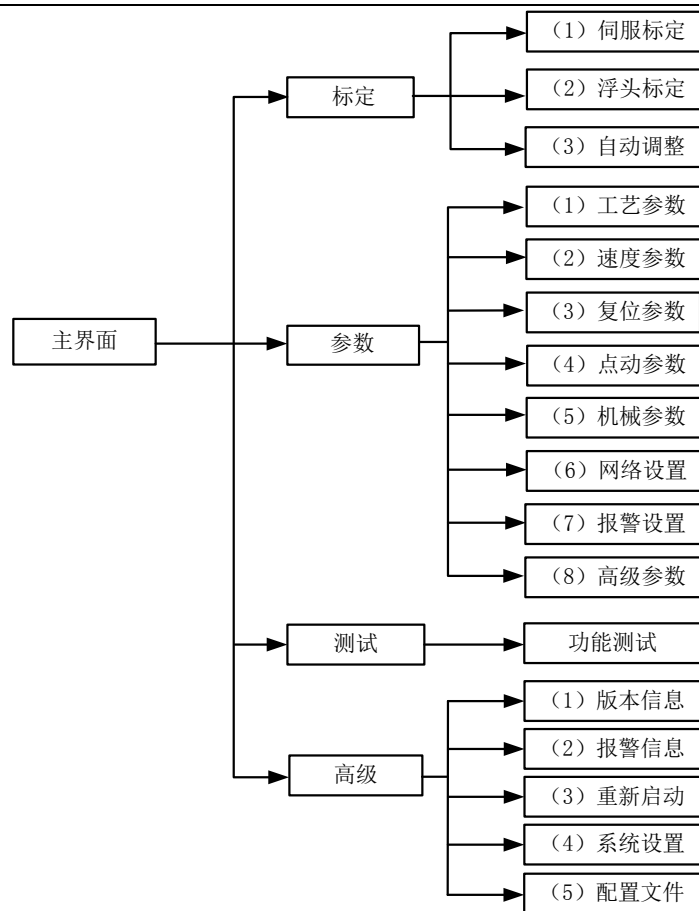 主界面
标定
（1）伺服标定
（2）浮头标定
（3）自动调整
参数
（1）工艺参数
（2）速度参数
（3）复位参数
（4）点动参数
（5）机械参数
（6）网络设置
（7）报警设置
（8）高级参数
测试
功能测试
高级
（1）版本信息
（2）报警信息
（3）重新启动
（4）系统设置
（5）配置文件